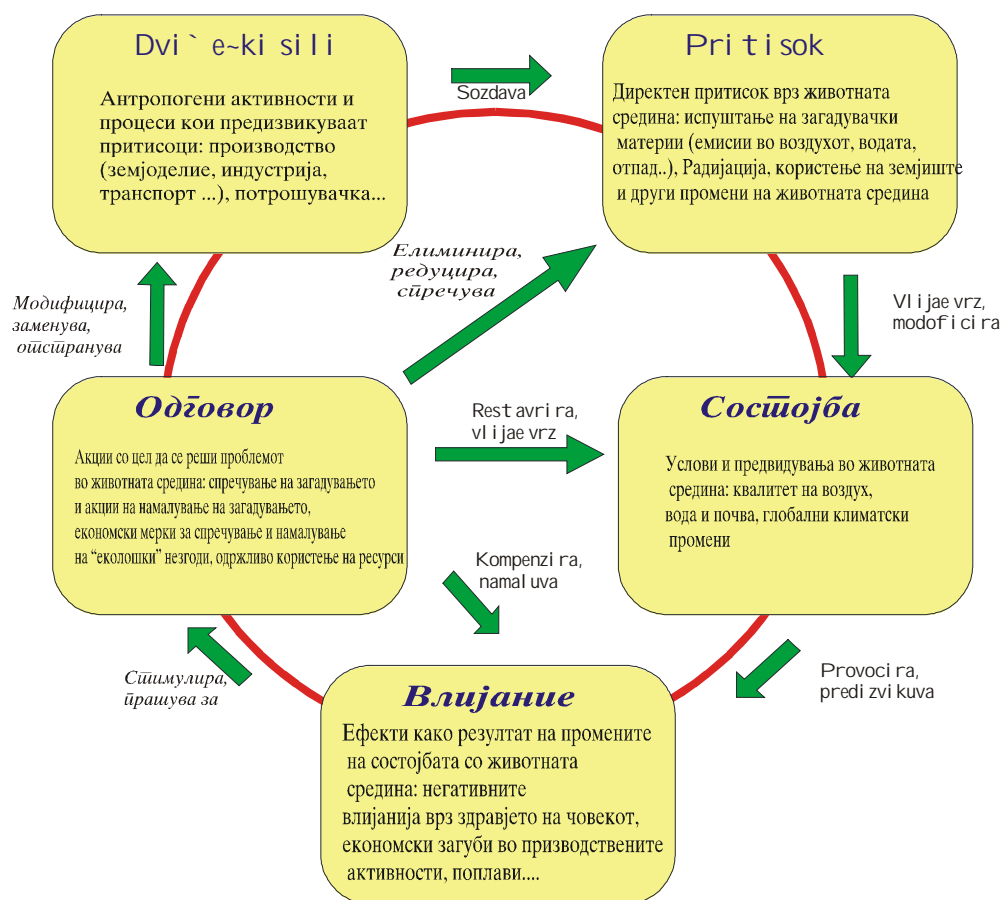 Dvi`e~ki sili
Антропогени активности и
процеси кои предизвикуваат
притисоци: производство
(земјоделие, индустрија,
транспорт ...), потрошувачка...
Sozdava
Pritisok
Директен притисок врз животната
средина: испуштање на загадувачки
материи (емисии во воздухот, водата,
отпад..), Радијација, користење на земјиште
и други промени на животната средина
Елиминира,
редуцира,
спречува
Модифицира,
заменува,
отстранува
Vlijae vrz,
modoficira
Одговор
Акции со цел да се реши проблемот
во животната средина: спречување на загадувањето
и акции на намалување на загадувањето,
економски мерки за спречување и намалување
на “еколошки” незгоди, одржливо користење на ресурси
Restavrira,
vlijae vrz
Состојба
Услови и предвидувања во животната
средина: квалитет на воздух,
вода и почва, глобални климатски
промени
Kompenzira,
namaluva
Стимулира,
прашува за
Provocira,
predizvikuva
Влијание
Ефекти како резултат на промените
на состојбата со животната
средина: негативните
влијанија врз здравјето на човекот,
економски загуби во призводствените
активности, поплави....